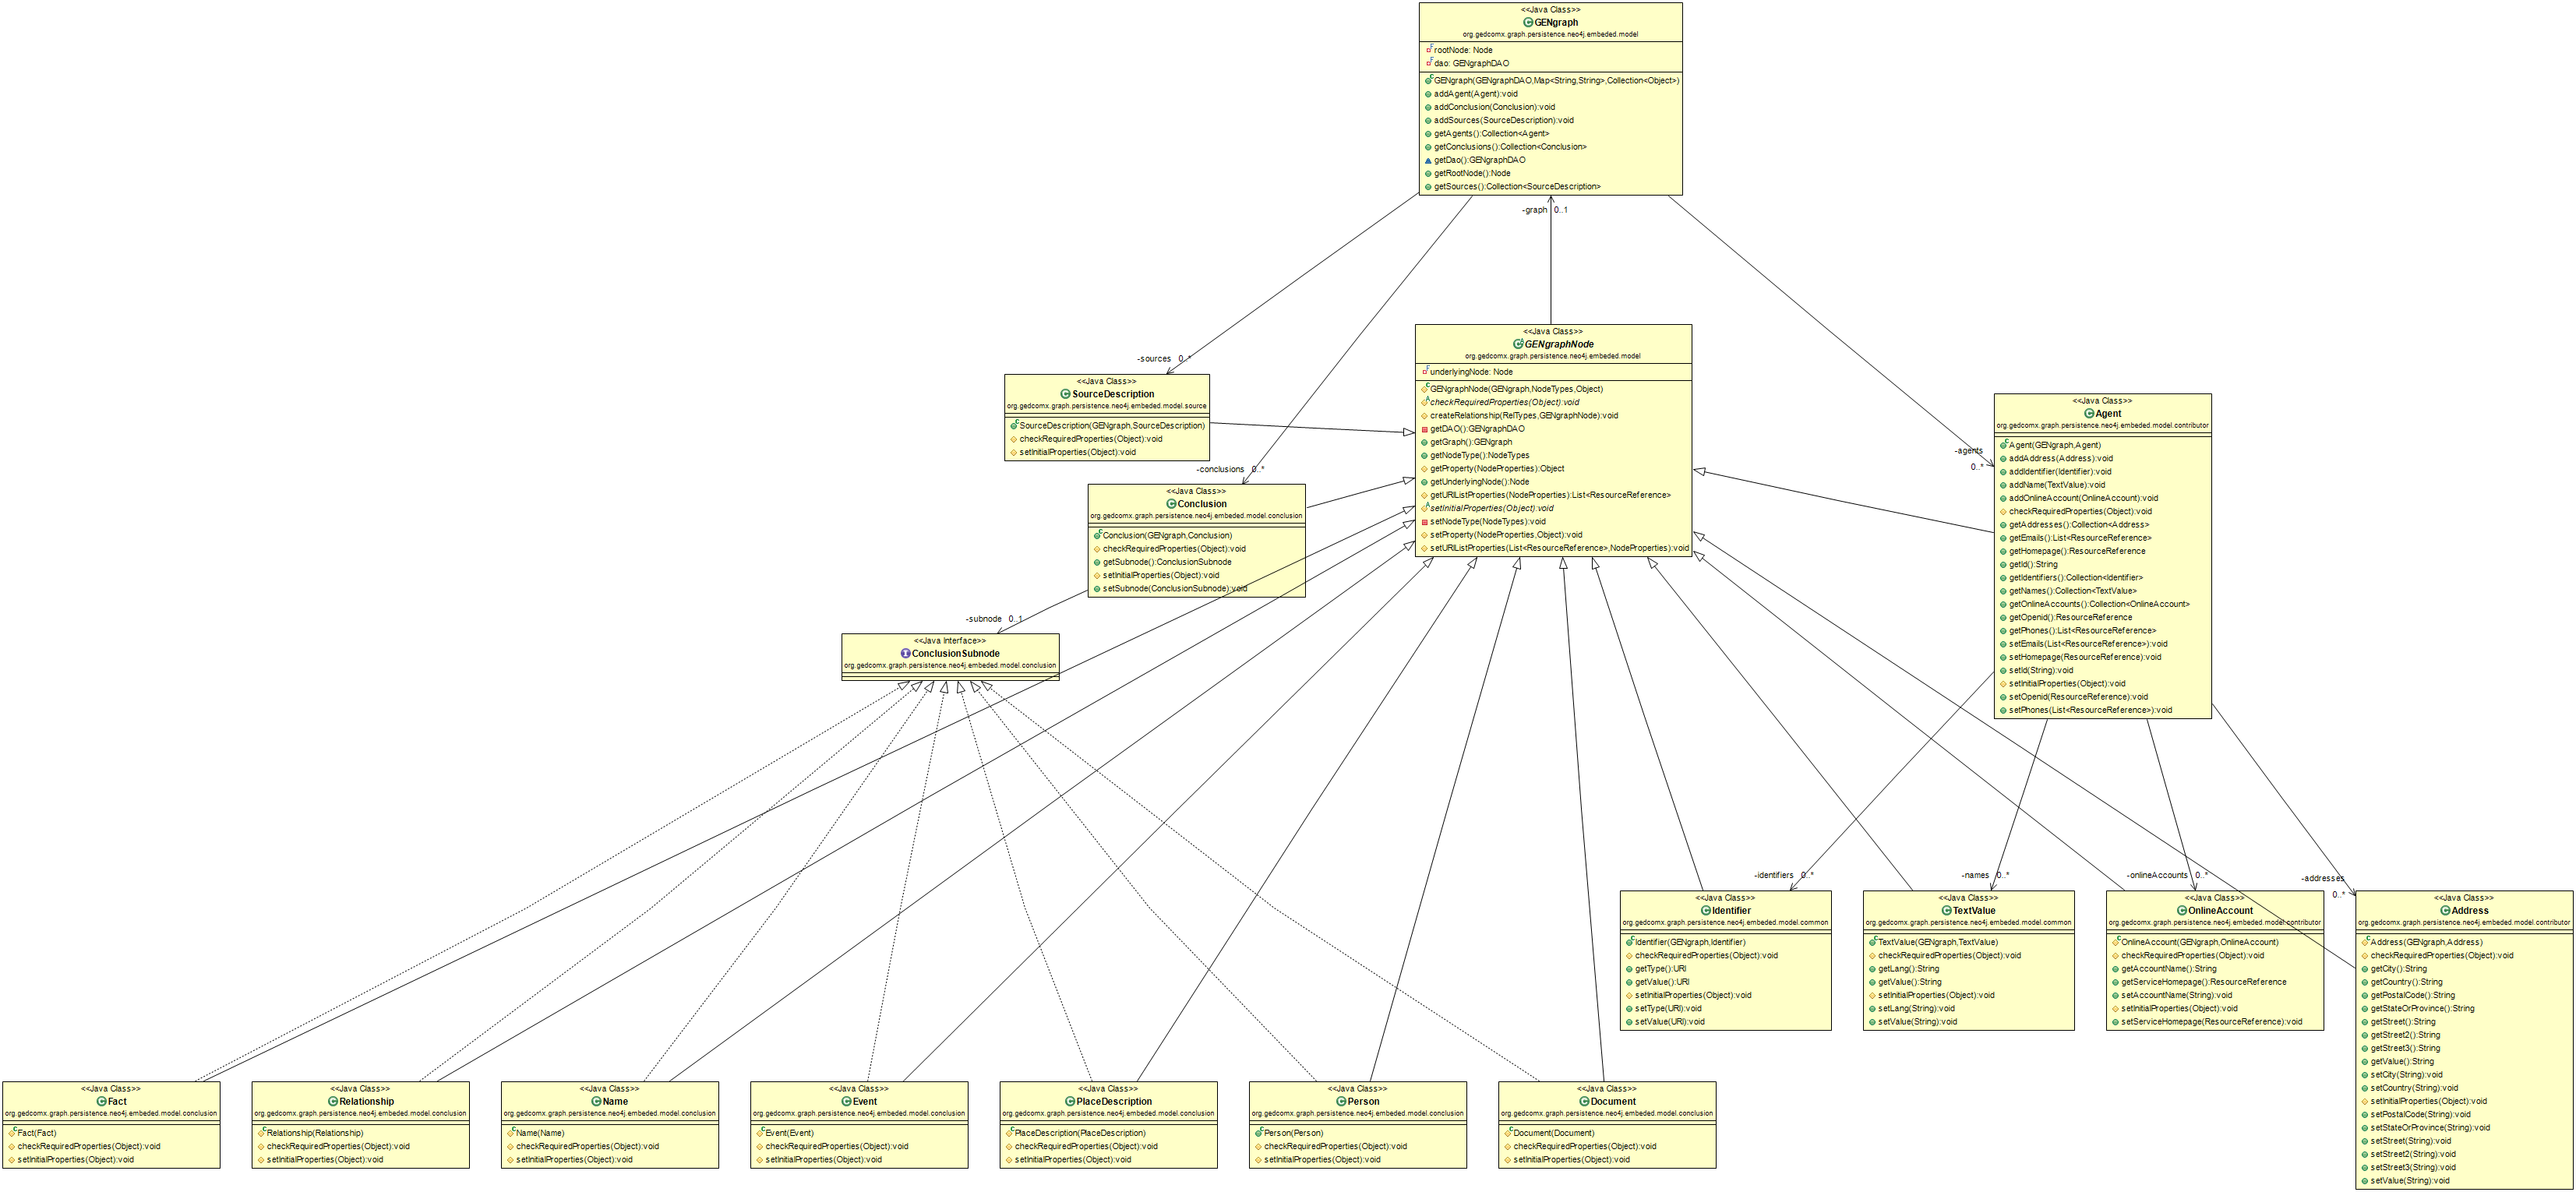 <<Java Class>>
GENgraph
org.gedcomx.graph.persistence.neo4j.embeded.model
rootNode: Node
dao: GENgraphDAO
GENgraph(GENgraphDAO,Map<String,String>,Collection<Object>)
addAgent(Agent):void
addConclusion(Conclusion):void
addSources(SourceDescription):void
getAgents():Collection<Agent>
getConclusions():Collection<Conclusion>
getDao():GENgraphDAO
getRootNode():Node
getSources():Collection<SourceDescription>
-graph 0..1
-sources 0..*
<<Java Class>>
SourceDescription
org.gedcomx.graph.persistence.neo4j.embeded.model.source
SourceDescription(GENgraph,SourceDescription)
checkRequiredProperties(Object):void
setInitialProperties(Object):void
-conclusions 0..*
<<Java Class>>
Conclusion
org.gedcomx.graph.persistence.neo4j.embeded.model.conclusion
Conclusion(GENgraph,Conclusion)
checkRequiredProperties(Object):void
getSubnode():ConclusionSubnode
setInitialProperties(Object):void
setSubnode(ConclusionSubnode):void
-subnode 0..1
<<Java Interface>>
ConclusionSubnode
org.gedcomx.graph.persistence.neo4j.embeded.model.conclusion
<<Java Class>>
GENgraphNode
org.gedcomx.graph.persistence.neo4j.embeded.model
underlyingNode: Node
GENgraphNode(GENgraph,NodeTypes,Object)
checkRequiredProperties(Object):void
createRelationship(RelTypes,GENgraphNode):void
getDAO():GENgraphDAO
getGraph():GENgraph
getNodeType():NodeTypes
getProperty(NodeProperties):Object
getUnderlyingNode():Node
getURIListProperties(NodeProperties):List<ResourceReference>
setInitialProperties(Object):void
setNodeType(NodeTypes):void
setProperty(NodeProperties,Object):void
setURIListProperties(List<ResourceReference>,NodeProperties):void
-agents
0..*
<<Java Class>>
Agent
org.gedcomx.graph.persistence.neo4j.embeded.model.contributor
Agent(GENgraph,Agent)
addAddress(Address):void
addIdentifier(Identifier):void
addName(TextValue):void
addOnlineAccount(OnlineAccount):void
checkRequiredProperties(Object):void
getAddresses():Collection<Address>
getEmails():List<ResourceReference>
getHomepage():ResourceReference
getId():String
getIdentifiers():Collection<Identifier>
getNames():Collection<TextValue>
getOnlineAccounts():Collection<OnlineAccount>
getOpenid():ResourceReference
getPhones():List<ResourceReference>
setEmails(List<ResourceReference>):void
setHomepage(ResourceReference):void
setId(String):void
setInitialProperties(Object):void
setOpenid(ResourceReference):void
setPhones(List<ResourceReference>):void
-identifiers 0..*
<<Java Class>>
Identifier
org.gedcomx.graph.persistence.neo4j.embeded.model.common
Identifier(GENgraph,Identifier)
checkRequiredProperties(Object):void
getType():URI
getValue():URI
setInitialProperties(Object):void
setType(URI):void
setValue(URI):void
-names 0..*
<<Java Class>>
TextValue
org.gedcomx.graph.persistence.neo4j.embeded.model.common
TextValue(GENgraph,TextValue)
checkRequiredProperties(Object):void
getLang():String
getValue():String
setInitialProperties(Object):void
setLang(String):void
setValue(String):void
-onlineAccounts 0..*
<<Java Class>>
OnlineAccount
org.gedcomx.graph.persistence.neo4j.embeded.model.contributor
OnlineAccount(GENgraph,OnlineAccount)
checkRequiredProperties(Object):void
getAccountName():String
getServiceHomepage():ResourceReference
setAccountName(String):void
setInitialProperties(Object):void
setServiceHomepage(ResourceReference):void
-addresses
0..*
<<Java Class>>
Address
org.gedcomx.graph.persistence.neo4j.embeded.model.contributor
Address(GENgraph,Address)
checkRequiredProperties(Object):void
getCity():String
getCountry():String
getPostalCode():String
getStateOrProvince():String
getStreet():String
getStreet2():String
getStreet3():String
getValue():String
setCity(String):void
setCountry(String):void
setInitialProperties(Object):void
setPostalCode(String):void
setStateOrProvince(String):void
setStreet(String):void
setStreet2(String):void
setStreet3(String):void
setValue(String):void
<<Java Class>>
Fact
org.gedcomx.graph.persistence.neo4j.embeded.model.conclusion
Fact(Fact)
checkRequiredProperties(Object):void
setInitialProperties(Object):void
<<Java Class>>
Relationship
org.gedcomx.graph.persistence.neo4j.embeded.model.conclusion
Relationship(Relationship)
checkRequiredProperties(Object):void
setInitialProperties(Object):void
<<Java Class>>
Name
org.gedcomx.graph.persistence.neo4j.embeded.model.conclusion
Name(Name)
checkRequiredProperties(Object):void
setInitialProperties(Object):void
<<Java Class>>
Event
org.gedcomx.graph.persistence.neo4j.embeded.model.conclusion
Event(Event)
checkRequiredProperties(Object):void
setInitialProperties(Object):void
<<Java Class>>
PlaceDescription
org.gedcomx.graph.persistence.neo4j.embeded.model.conclusion
PlaceDescription(PlaceDescription)
checkRequiredProperties(Object):void
setInitialProperties(Object):void
<<Java Class>>
Person
org.gedcomx.graph.persistence.neo4j.embeded.model.conclusion
Person(Person)
checkRequiredProperties(Object):void
setInitialProperties(Object):void
<<Java Class>>
Document
org.gedcomx.graph.persistence.neo4j.embeded.model.conclusion
Document(Document)
checkRequiredProperties(Object):void
setInitialProperties(Object):void